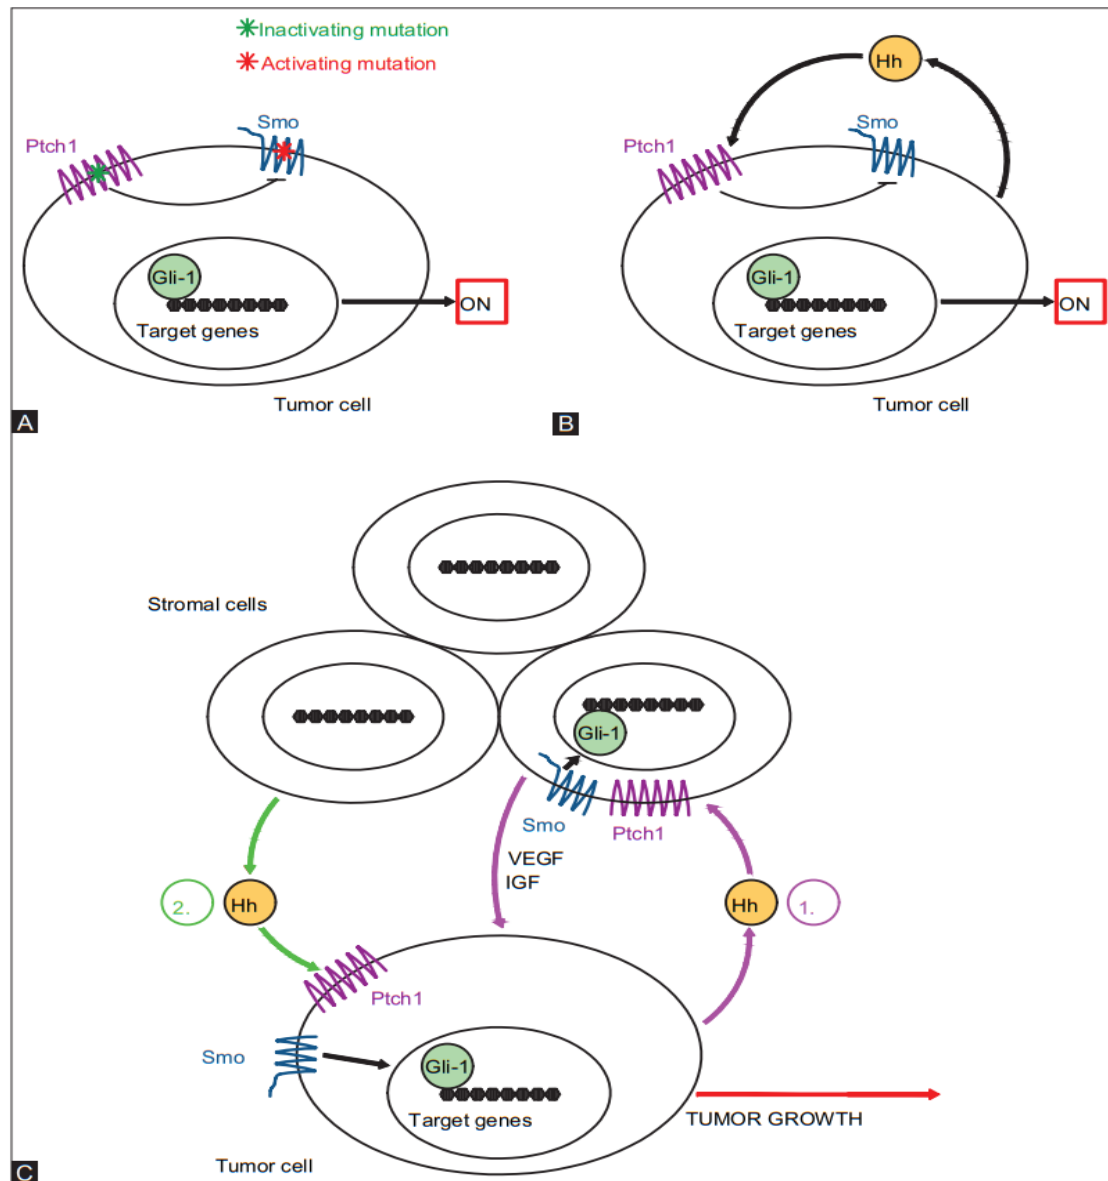 Inactivating mutation
Activating mutation
Ptch1
Smo
Gli-1
Target genes
ON
Tumor cell
A
Hh
Ptch1
Smo
Gli-1
Target genes
ON
Tumor cell
B
Stromal cells
Gli-1
Smo
Ptch1
VEGF
IGF
2.
Hh
Hh
1.
Ptch1
Smo
Gli-1
Target genes
TUMOR GROWTH
Tumor cell
C